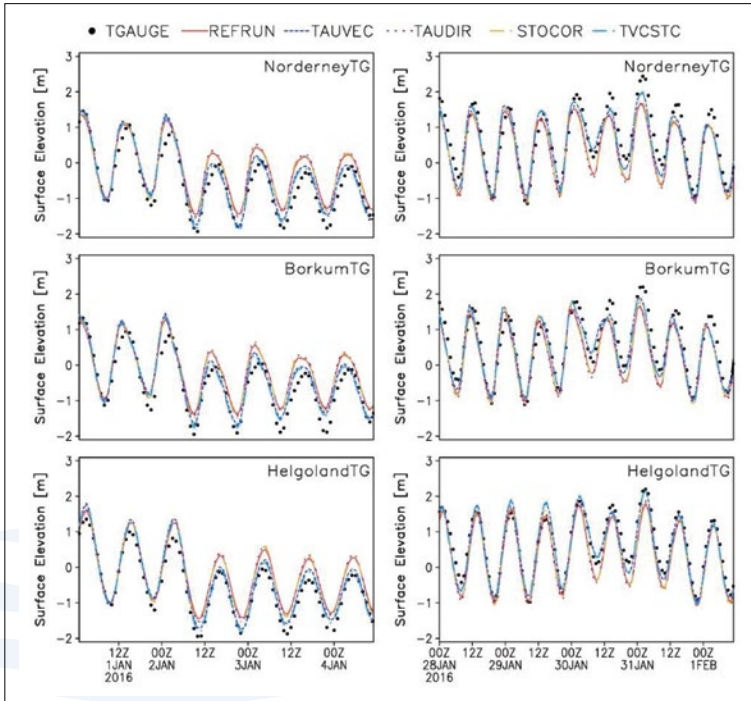 TGAUGE REFRUN TAUVEC TAUDIR STOCOR TVCSTC
NorderneyTG
Surface Elevation [m]
3
2
1
0
-1
-2
NorderneyTG
Surface Elevation [m]
3
2
1
0
-1
-2
BorkumTG
Surface Elevation [m]
3
2
1
0
-1
-2
BorkumTG
Surface Elevation [m]
3
2
1
0
-1
-2
HelgolandTG
Surface Elevation [m]
3
2
1
0
-1
-2
12Z 00Z 12Z 00Z 12Z 00Z
1JAN 2JAN 3JAN 4JAN
2016
HelgolandTG
Surface Elevation [m]
3
2
1
0
-1
-2
00Z 12Z 00Z 12Z 00Z 12Z 00Z 12Z 00Z
28JAN 29JAN 30JAN 31JAN 1FEB
2016